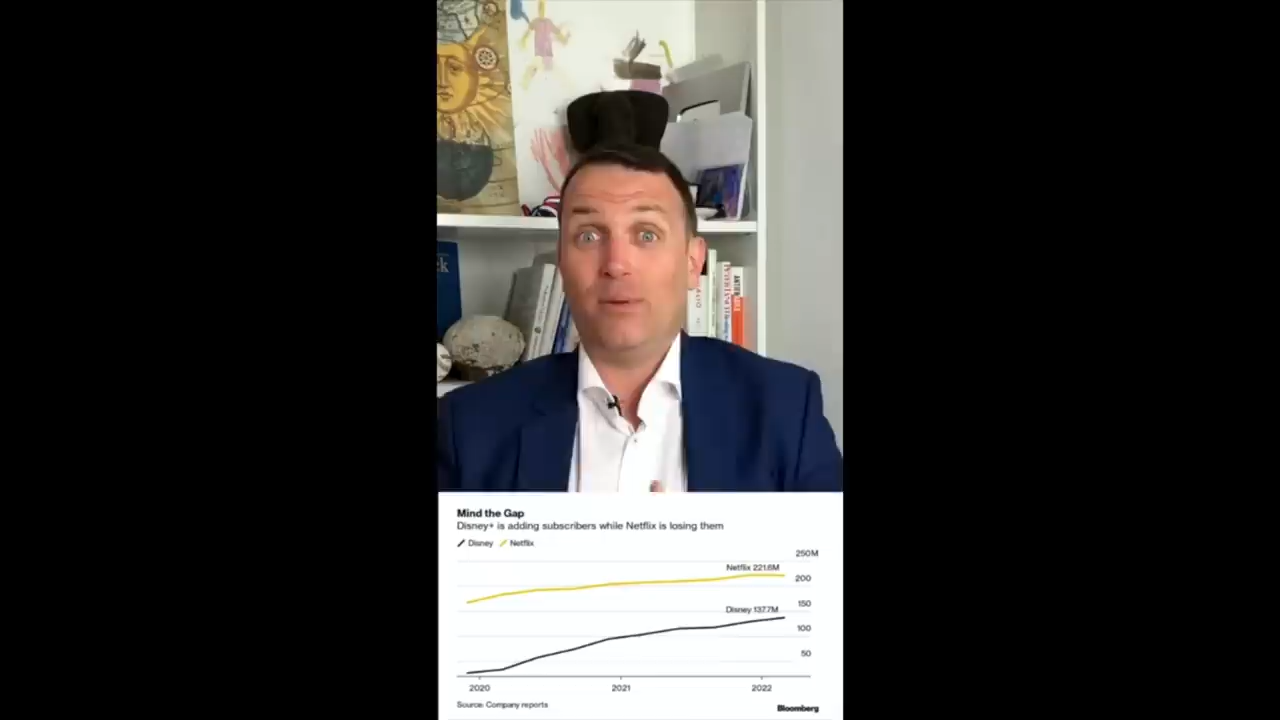 Mind the Gap
Disney+ is adding subscribers while Netflix is losing them
Disney Netflix
250M
Netflix 221.6M
200
150
Disney 137.7M
100
50
2020 2021 2022
Source: Company reports
Bloomberg